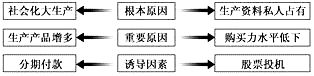 社会化大生产 根本原因 生产资料私人占有
生产产品增多 重要原因 购买力水平低下
分期付款 诱导因素 股票投机